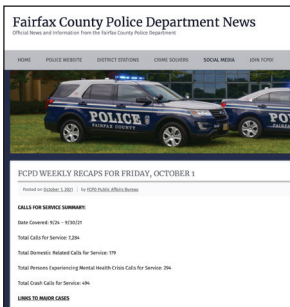 Fairfax County Police Department News
Official News and Information from the Fairfax County Police Department
HOME POLICE WEBSITE DISTRICT STATIONS CRIME SOLVERS SOCIAL MEDIA JOIN FCPD!
POLICE
FAIRFAX COUNTY
POL
FAIRFAX
FCPD WEEKLY RECAPS FOR FRIDAY, OCTOBER 1
Posted on October 1, 2021 | by FCPD Public Affairs Bureau
CALLS FOR SERVICE SUMMARY:
Date Covered: 9/24 – 9/30/21
Total Calls for Service: 7,284
Total Domestic Related Calls for Service: 179
Total Persons Experiencing Mental Health Crisis Calls for Service: 294
Total Crash Calls for Service: 494
LINKS TO MAJOR CASES